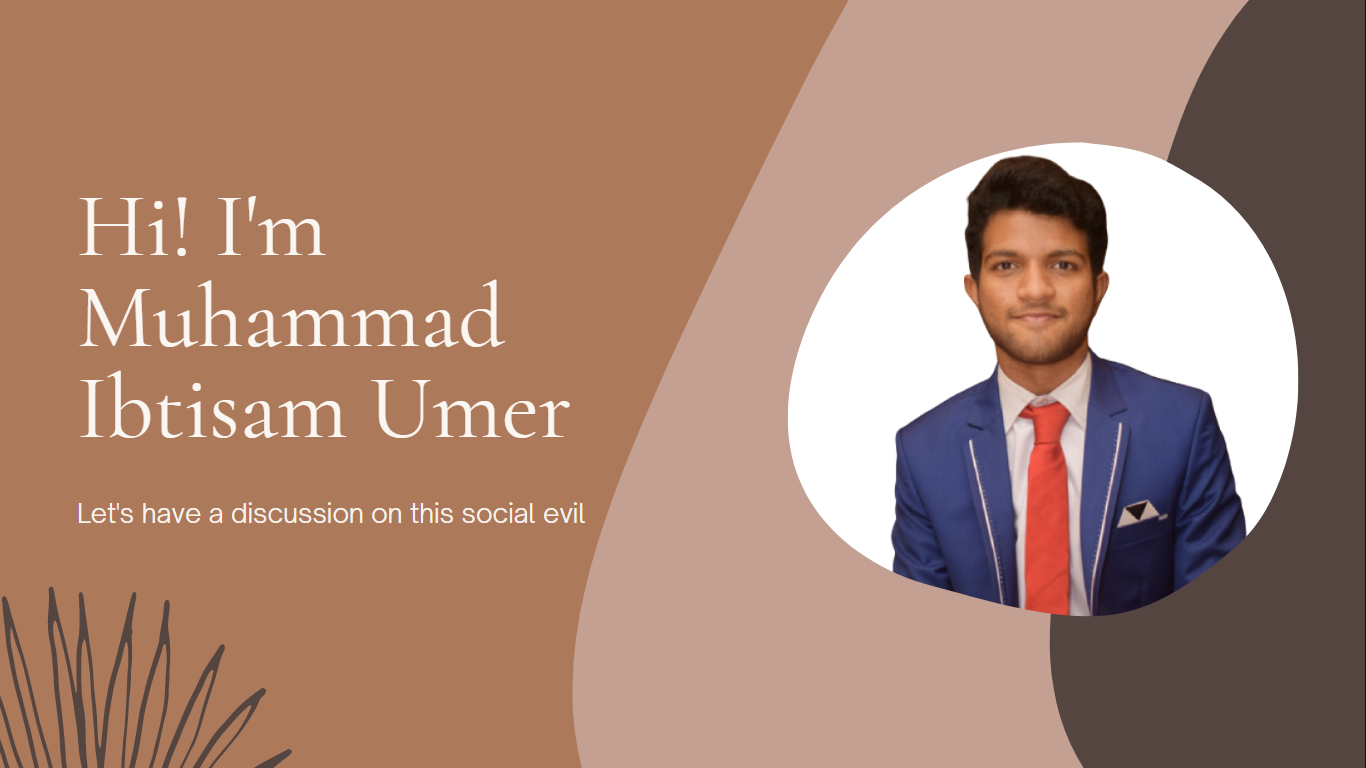 Hi! I'm
Muhammad
Ibtisam Umer
Let's have a discussion on this social evil